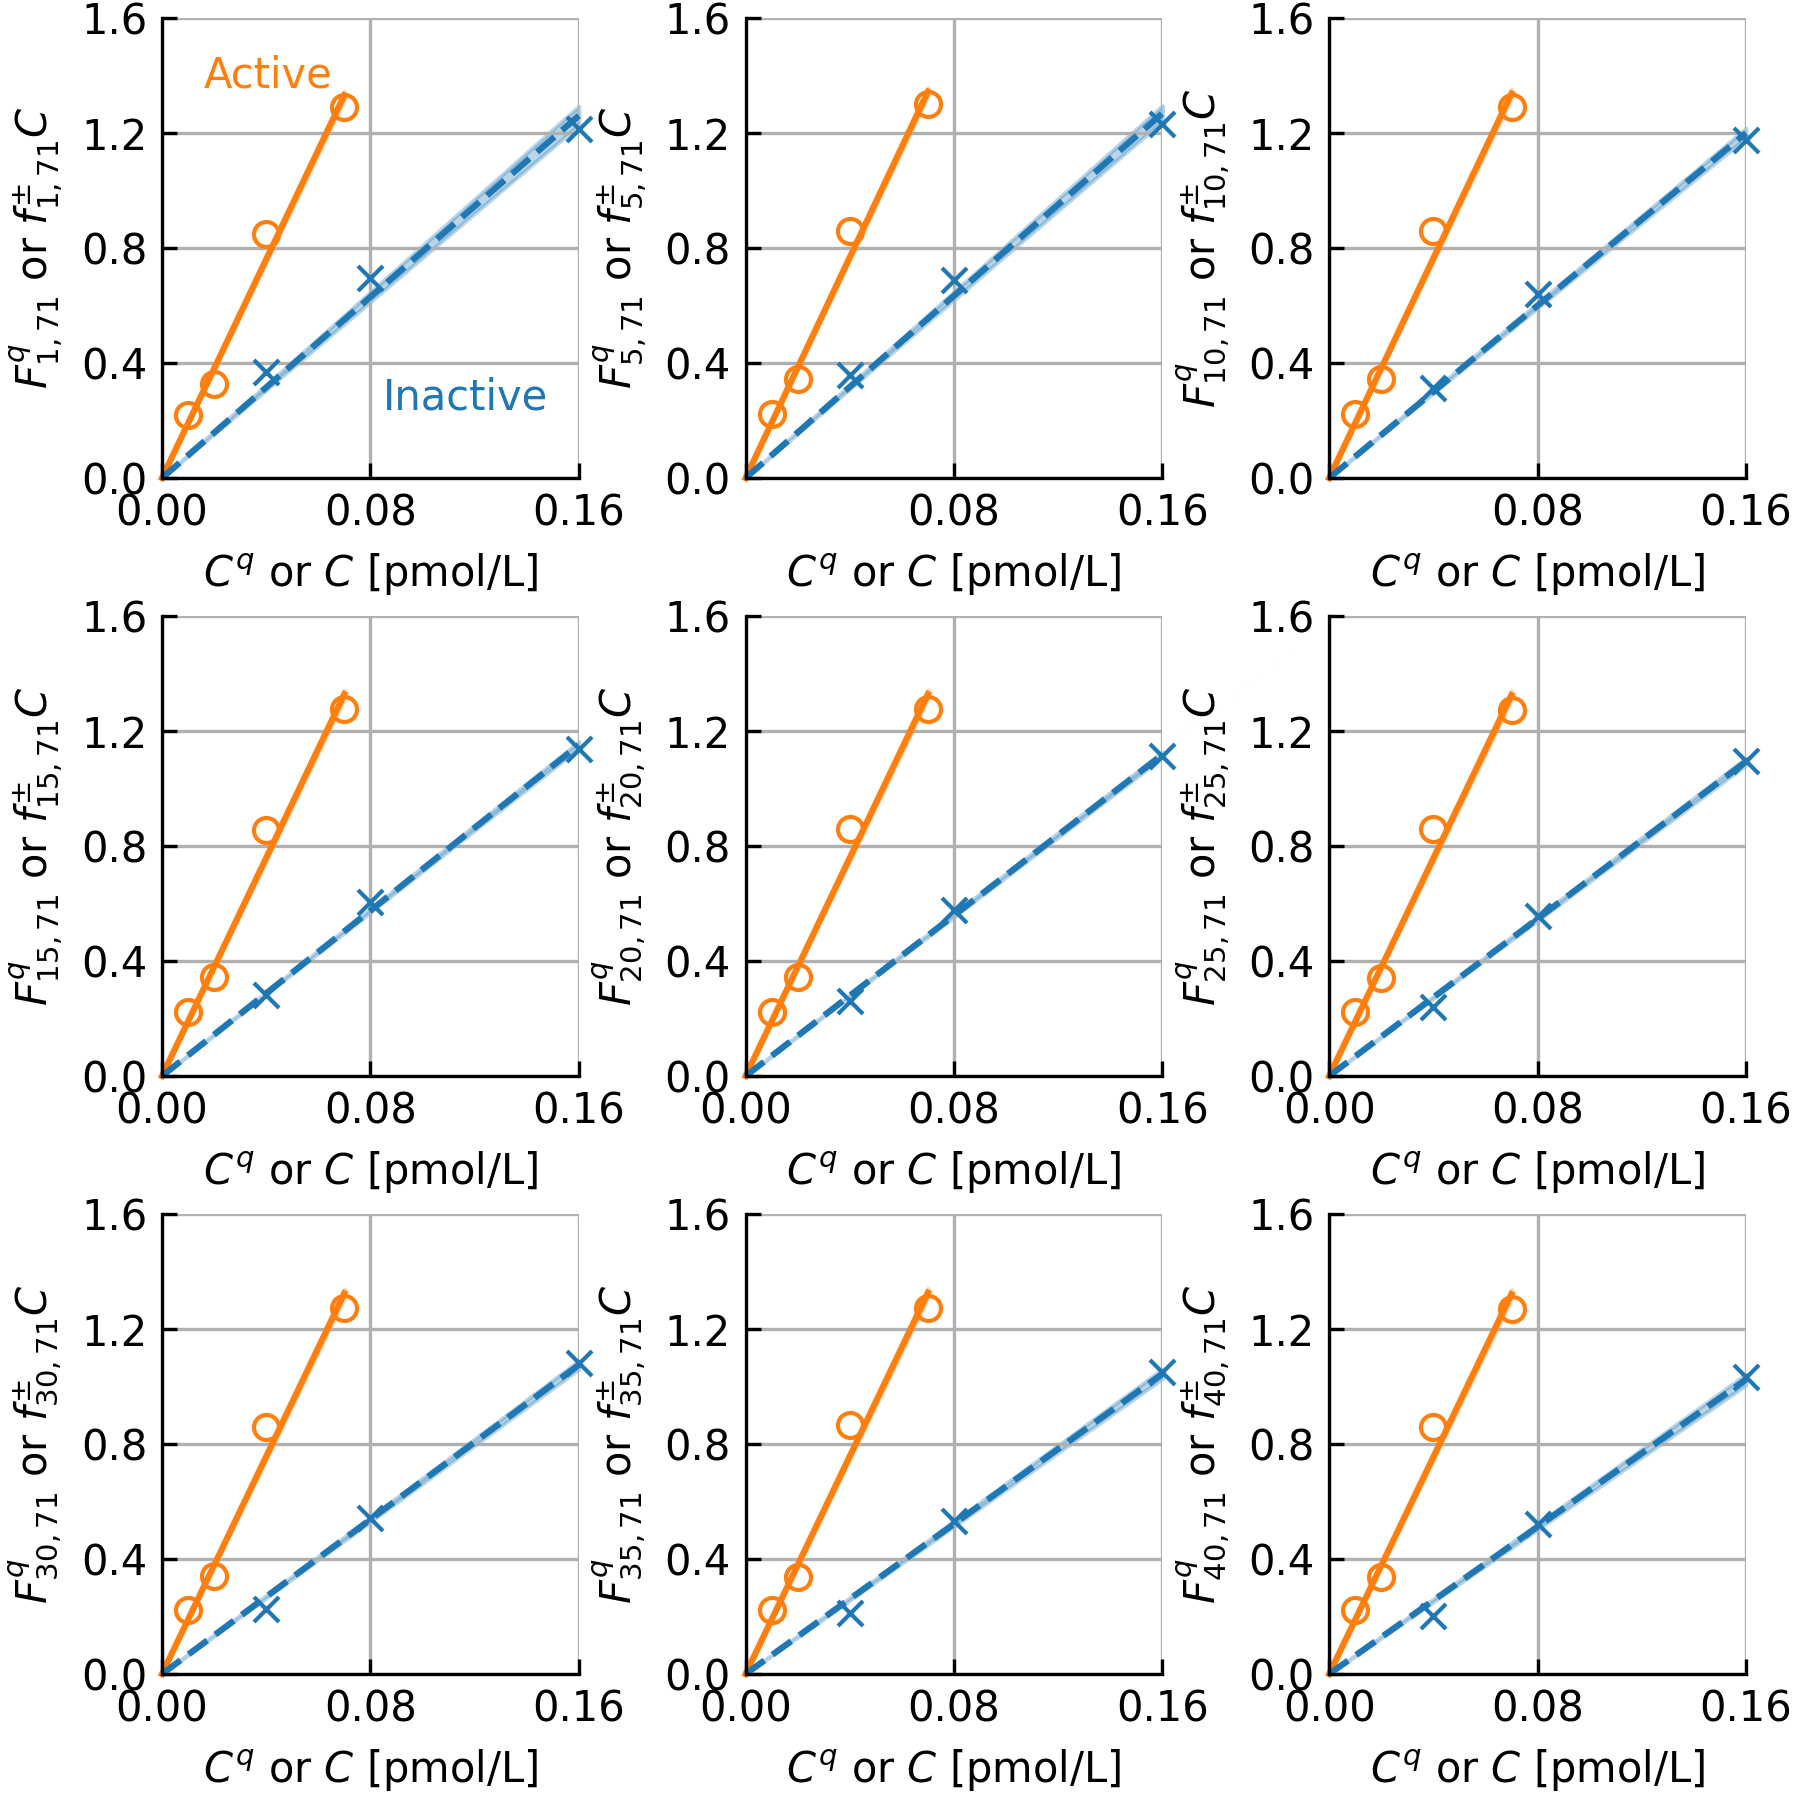 1.6
1.2
0.8
0.4
0.0
0.00 0.08 0.16
C^q or C [pmol/L]
F^q_{1, 71} or f^±_{1, 71}C
Active
Inactive
1.6
1.2
0.8
0.4
0.0
0.08 0.16
C^q or C [pmol/L]
F^q_{5, 71} or f^±_{5, 71}C
1.6
1.2
0.8
0.4
0.0
0.08 0.16
C^q or C [pmol/L]
F^q_{10, 71} or f^±_{10, 71}C
1.6
1.2
0.8
0.4
0.0
0.00 0.08 0.16
C^q or C [pmol/L]
F^q_{15, 71} or f^±_{15, 71}C
1.6
1.2
0.8
0.4
0.0
0.00 0.08 0.16
C^q or C [pmol/L]
F^q_{20, 71} or f^±_{20, 71}C
1.6
1.2
0.8
0.4
0.0
0.00 0.08 0.16
C^q or C [pmol/L]
F^q_{25, 71} or f^±_{25, 71}C
1.6
1.2
0.8
0.4
0.0
0.00 0.08 0.16
C^q or C [pmol/L]
F^q_{30, 71} or f^±_{30, 71}C
1.6
1.2
0.8
0.4
0.0
0.00 0.08 0.16
C^q or C [pmol/L]
F^q_{35, 71} or f^±_{35, 71}C
1.6
1.2
0.8
0.4
0.0
0.00 0.08 0.16
C^q or C [pmol/L]
F^q_{40, 71} or f^±_{40, 71}C